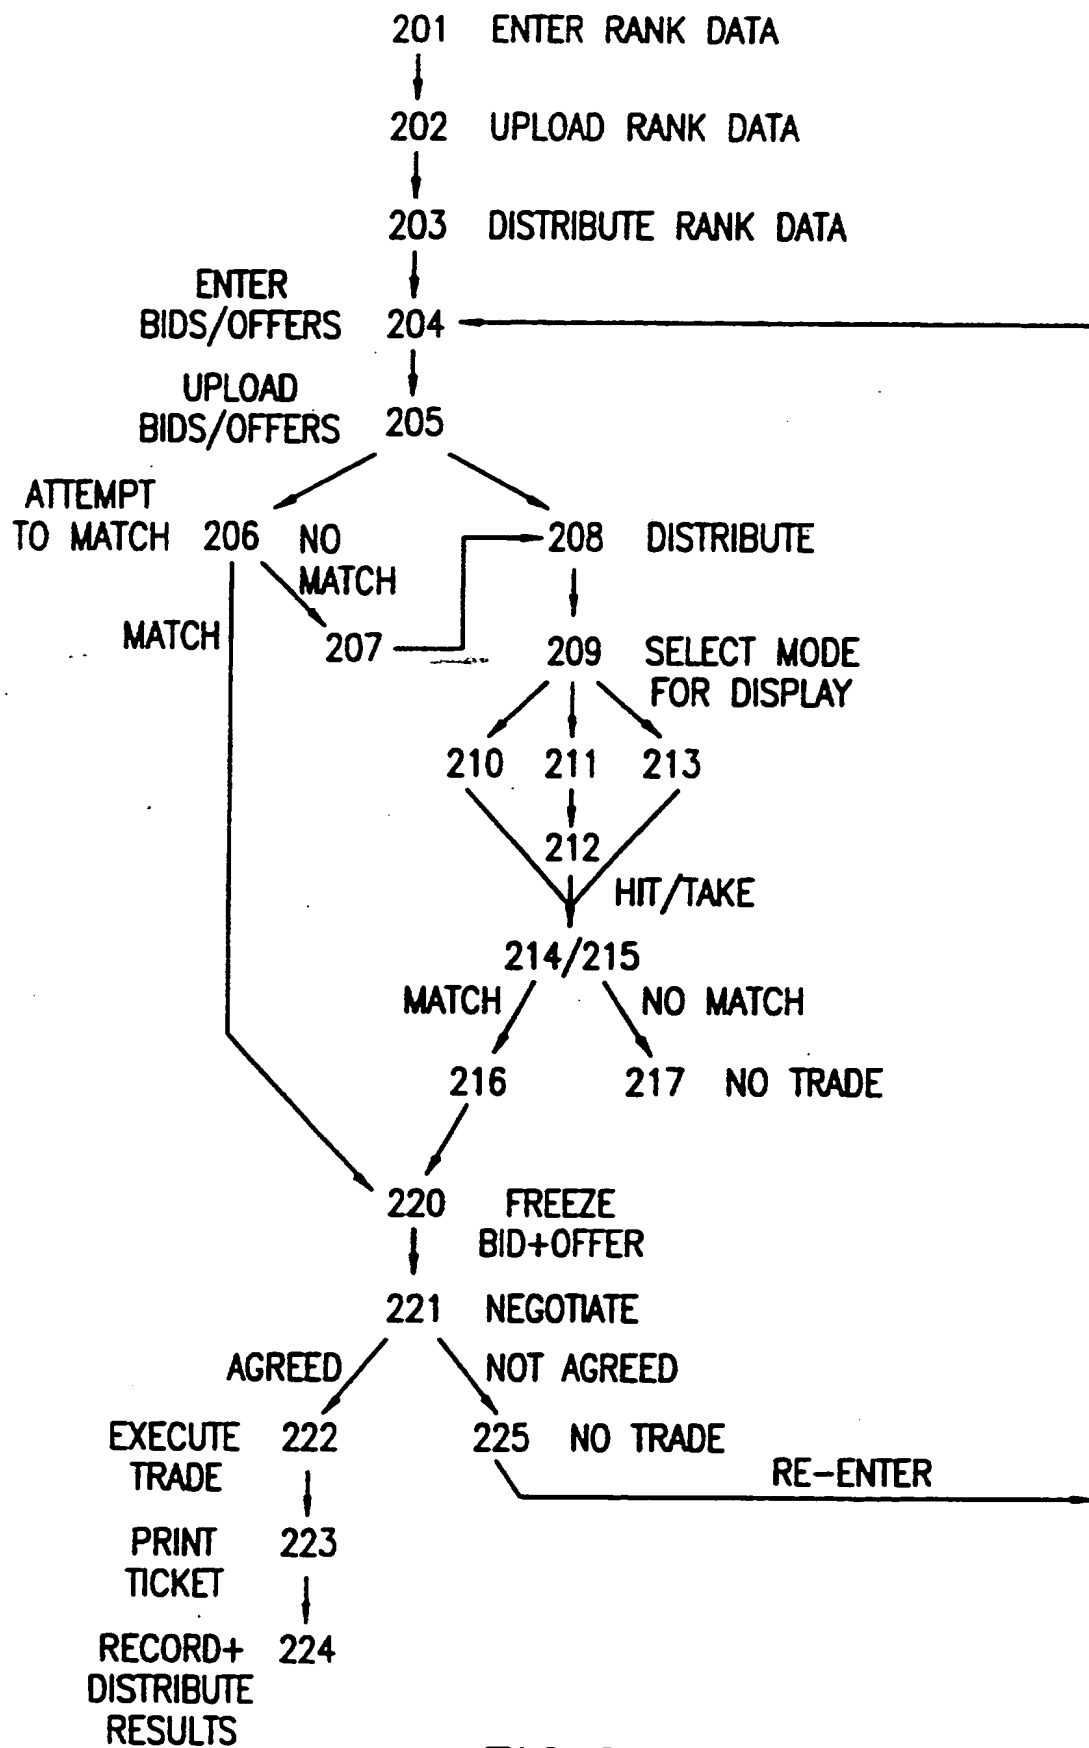 201 ENTER RANK DATA
202 UPLOAD RANK DATA
203 DISTRIBUTE RANK DATA
ENTER
BIDS/OFFERS 204
UPLOAD
BIDS/OFFERS 205
ATTEMPT
TO MATCH 206 NO
MATCH
208 DISTRIBUTE
MATCH
207
209 SELECT MODE
FOR DISPLAY
210 211 213
212
HIT/TAKE
214/215
MATCH NO MATCH
216 217 NO TRADE
220 FREEZE
BID+OFFER
221 NEGOTIATE
AGREED NOT AGREED
EXECUTE 222
TRADE
225 NO TRADE
RE-ENTER
PRINT 223
TICKET
RECORD+ 224
DISTRIBUTE
RESULTS